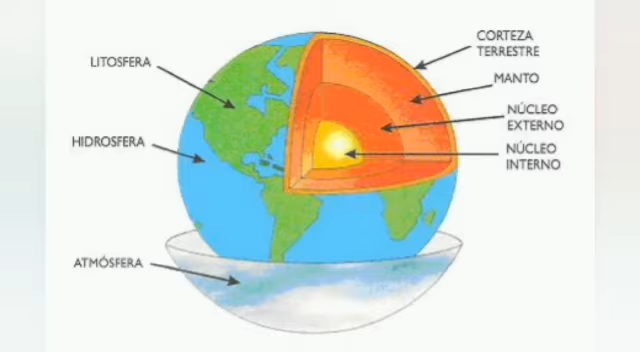 LITOSFERA
HIDROSFERA
ATMÓSFERA
CORTEZA
TERRESTRE
MANTO
NÚCLEO
EXTERNO
NÚCLEO
INTERNO